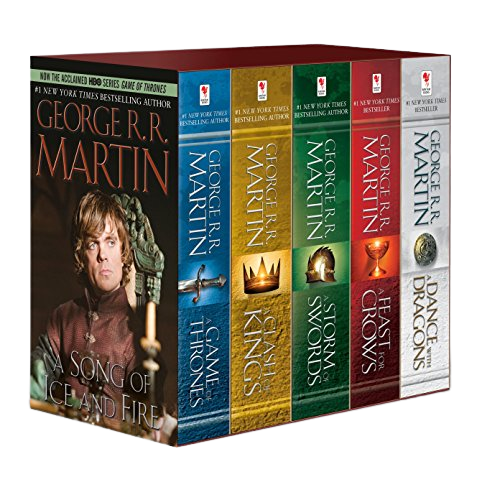 NOW THE ACCLAIMED HBO SERIES GAME OF THRONES
#1 NEW YORK TIMES BESTSELLING AUTHOR
GEORGE R. R.
MARTIN
A SONG OF
ICE AND FIRE
#1 NEW YORK TIMES
BESTSELLING AUTHOR
GEORGE R. R.
MARTIN
A GAME OF
THRONES
#1 NEW YORK TIMES
BESTSELLING AUTHOR
GEORGE R. R.
MARTIN
A CLASH OF
KINGS
#1 NEW YORK TIMES
BESTSELLING AUTHOR
GEORGE R. R.
MARTIN
A STORM OF
SWORDS
#1 NEW YORK TIMES
BESTSELLER
GEORGE R. R.
MARTIN
A FEAST FOR
CROWS
#1 NEW YORK TIMES
BESTSELLER
GEORGE R. R.
MARTIN
A DANCE WITH
DRAGONS